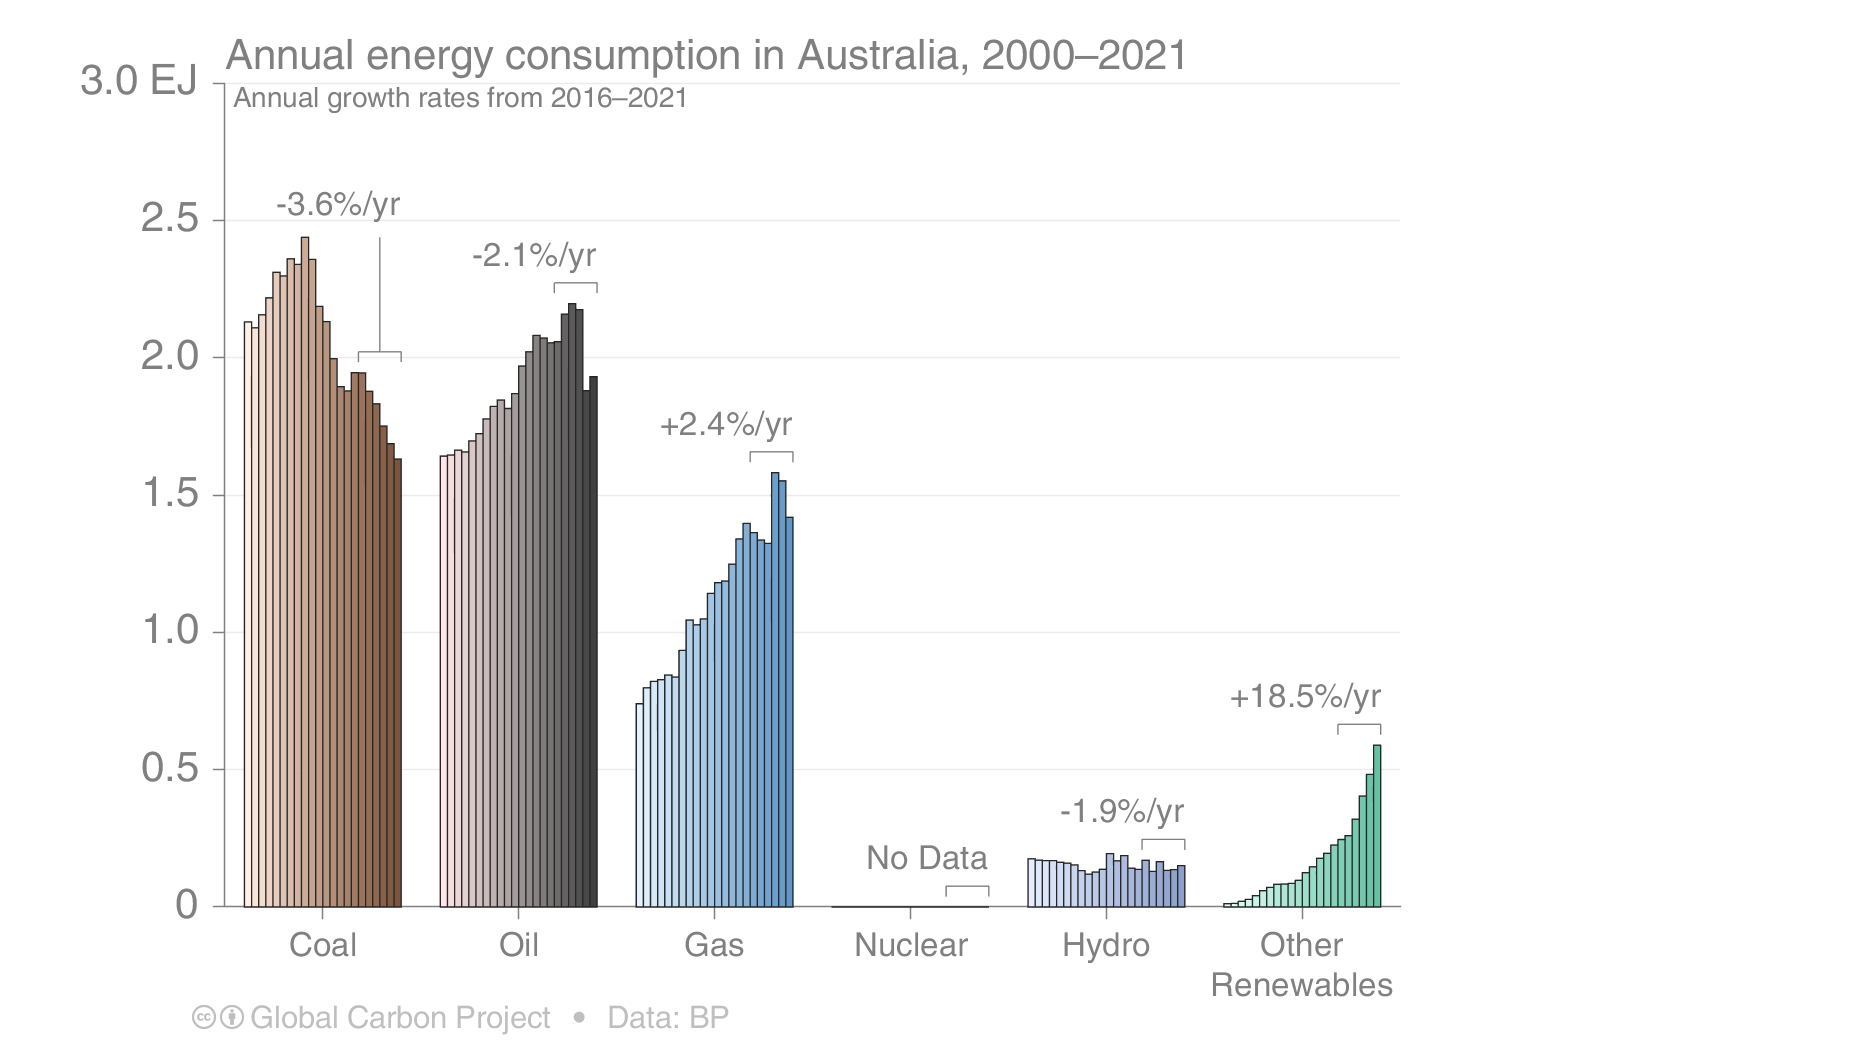 Annual energy consumption in Australia, 2000–2021
3.0 EJ
Annual growth rates from 2016–2021
-3.6%/yr
2.5
-2.1%/yr
2.0
+2.4%/yr
1.5
1.0
+18.5%/yr
0.5
-1.9%/yr
No Data
0
Coal
Oil
Gas
Nuclear
Hydro
Other
Renewables
cc Global Carbon Project • Data: BP